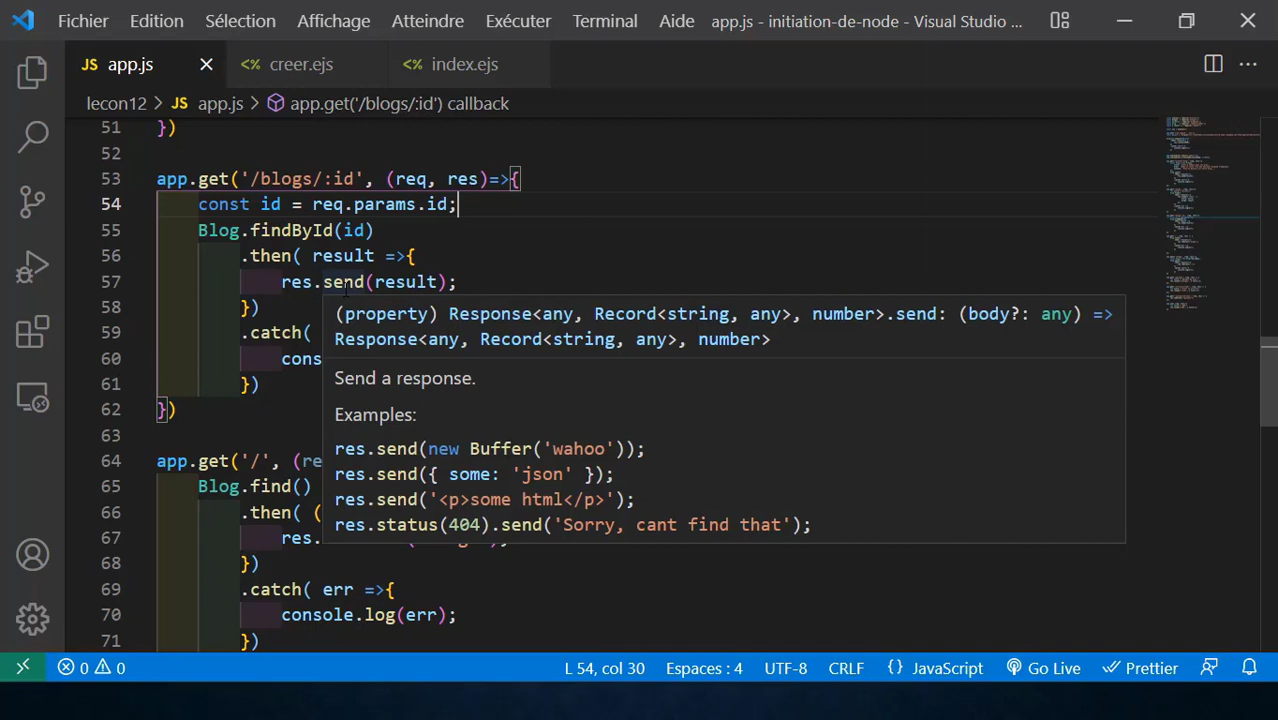 Fichier Edition Sélection Affichage Atteindre Exécuter Terminal Aide app.js - initiation-de-node - Visual Studio ...
JS app.js <% creer.ejs <% index.ejs
lecon12 > JS app.js > app.get('/blogs/:id') callback
51 })
52
53 app.get('/blogs/:id', (req, res)=>{
54 const id = req.params.id;
55 Blog.findById(id)
56 .then( result =>{
57 res.send(result);
58 })
59 .catch(
60 cons
61 })
62 })
63
64 app.get('/', (re
65 Blog.find()
66 .then( (
67 res.
68 })
69 .catch( err =>{
70 console.log(err);
71 })
(property) Response<any, Record<string, any>, number>.send: (body?: any) =>
Response<any, Record<string, any>, number>
Send a response.
Examples:
res.send(new Buffer('wahoo'));
res.send({ some: 'json' });
res.send('<p>some html</p>');
res.status(404).send('Sorry, cant find that');
0 0 L 54, col 30 Espaces : 4 UTF-8 CRLF {} JavaScript Go Live Prettier